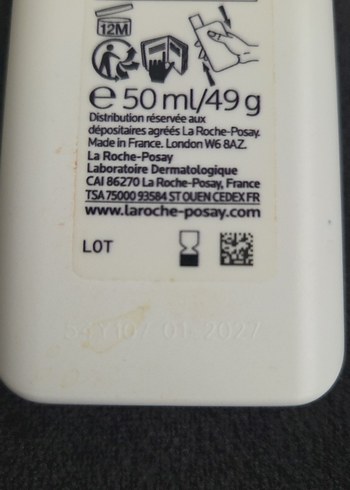 12M
℮ 50 ml/49 g
Distribution réservée aux
dépositaires agréés La Roche-Posay.
Made in France. London W6 8AZ.
La Roche-Posay
Laboratoire Dermatologique
CAI 86270 La Roche-Posay, France
TSA 75000 93584 ST OUEN CEDEX FR
www.laroche-posay.com
LOT
01 2027